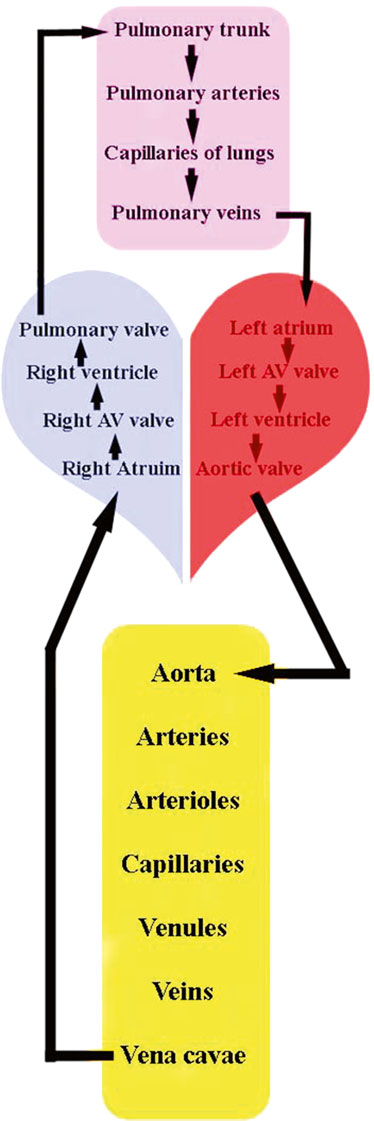 Pulmonary trunk
Pulmonary arteries
Capillaries of lungs
Pulmonary veins
Pulmonary valve
Right ventricle
Right AV valve
Right Atruim
Left atrium
Left AV valve
Left ventricle
Aortic valve
Aorta
Arteries
Arterioles
Capillaries
Venules
Veins
Vena cavae